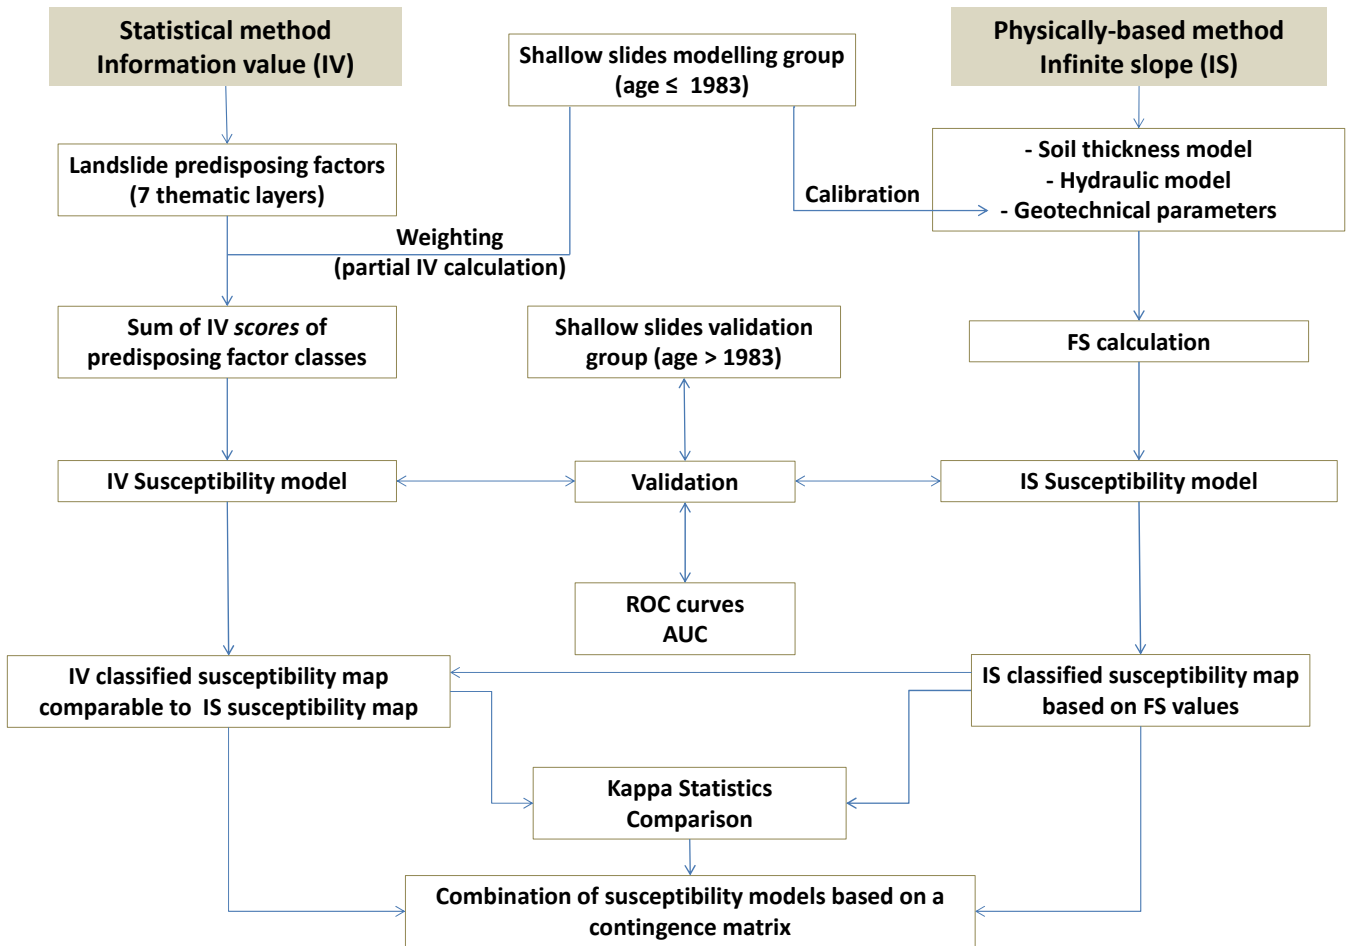 Statistical method
Information value (IV)
Shallow slides modelling group
(age ≤ 1983)
Physically-based method
Infinite slope (IS)
Landslide predisposing factors
(7 thematic layers)
- Soil thickness model
- Hydraulic model
- Geotechnical parameters
Calibration
Weighting
(partial IV calculation)
Sum of IV scores of
predisposing factor classes
Shallow slides validation
group (age > 1983)
FS calculation
IV Susceptibility model
Validation
IS Susceptibility model
ROC curves
AUC
IV classified susceptibility map
comparable to IS susceptibility map
IS classified susceptibility map
based on FS values
Kappa Statistics
Comparison
Combination of susceptibility models based on a
contingence matrix